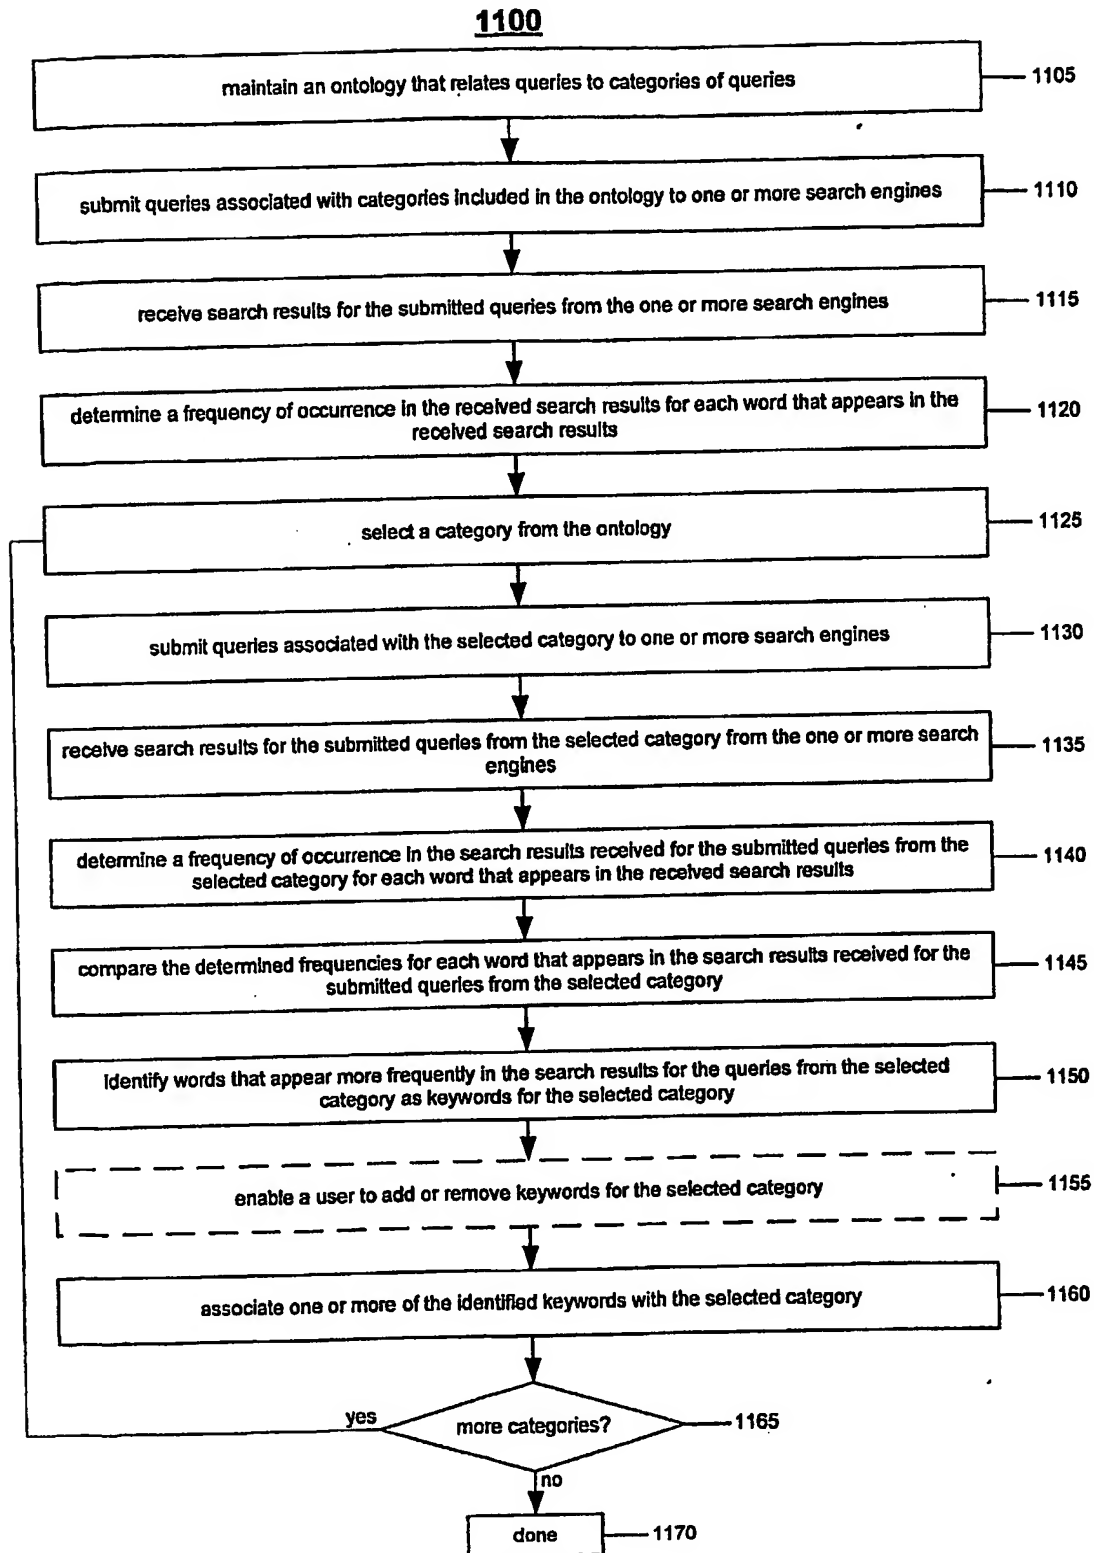 1100
maintain an ontology that relates queries to categories of queries
1105
submit queries associated with categories included in the ontology to one or more search engines
1110
receive search results for the submitted queries from the one or more search engines
1115
determine a frequency of occurrence in the received search results for each word that appears in the
received search results
1120
select a category from the ontology
1125
submit queries associated with the selected category to one or more search engines
1130
receive search results for the submitted queries from the selected category from the one or more search
engines
1135
determine a frequency of occurrence in the search results received for the submitted queries from the
selected category for each word that appears in the received search results
1140
compare the determined frequencies for each word that appears in the search results received for the
submitted queries from the selected category
1145
identify words that appear more frequently in the search results for the queries from the selected
category as keywords for the selected category
1150
enable a user to add or remove keywords for the selected category
1155
associate one or more of the identified keywords with the selected category
1160
yes
more categories?
1165
no
done
1170